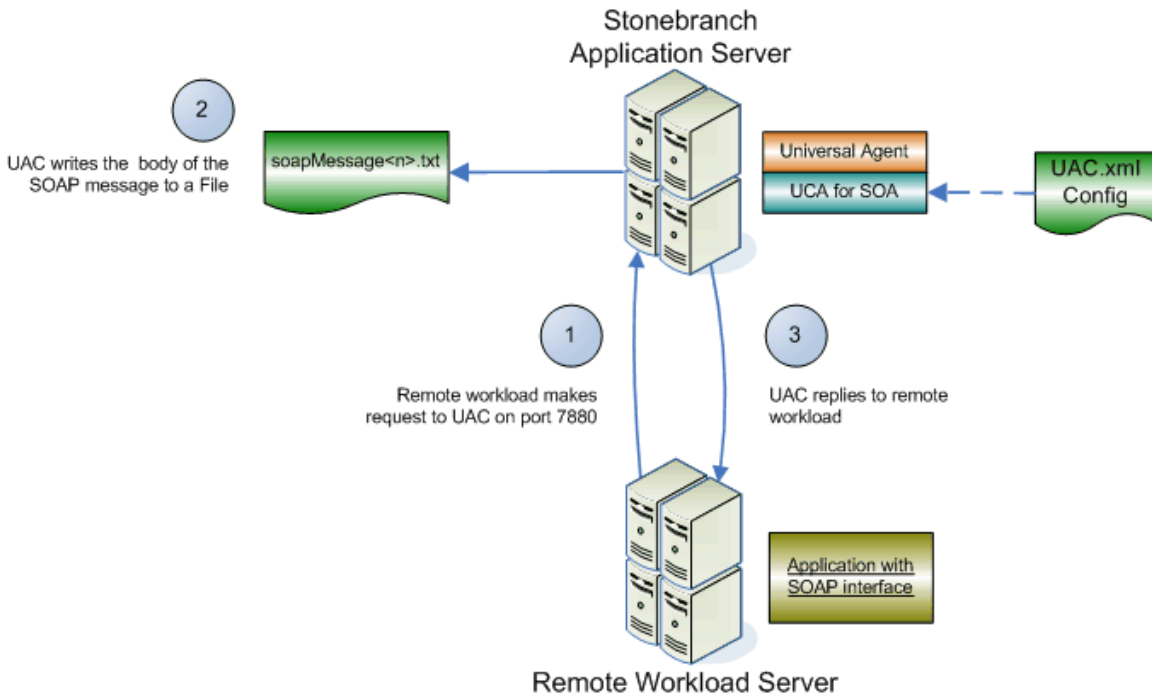 Stonebranch
Application Server
2
UAC writes the body of the
SOAP message to a File
soapMessage<n>.txt
Universal Agent
UCA for SOA
UAC.xml
Config
1
Remote workload makes
request to UAC on port 7880
3
UAC replies to remote
workload
Application with
SOAP interface
Remote Workload Server